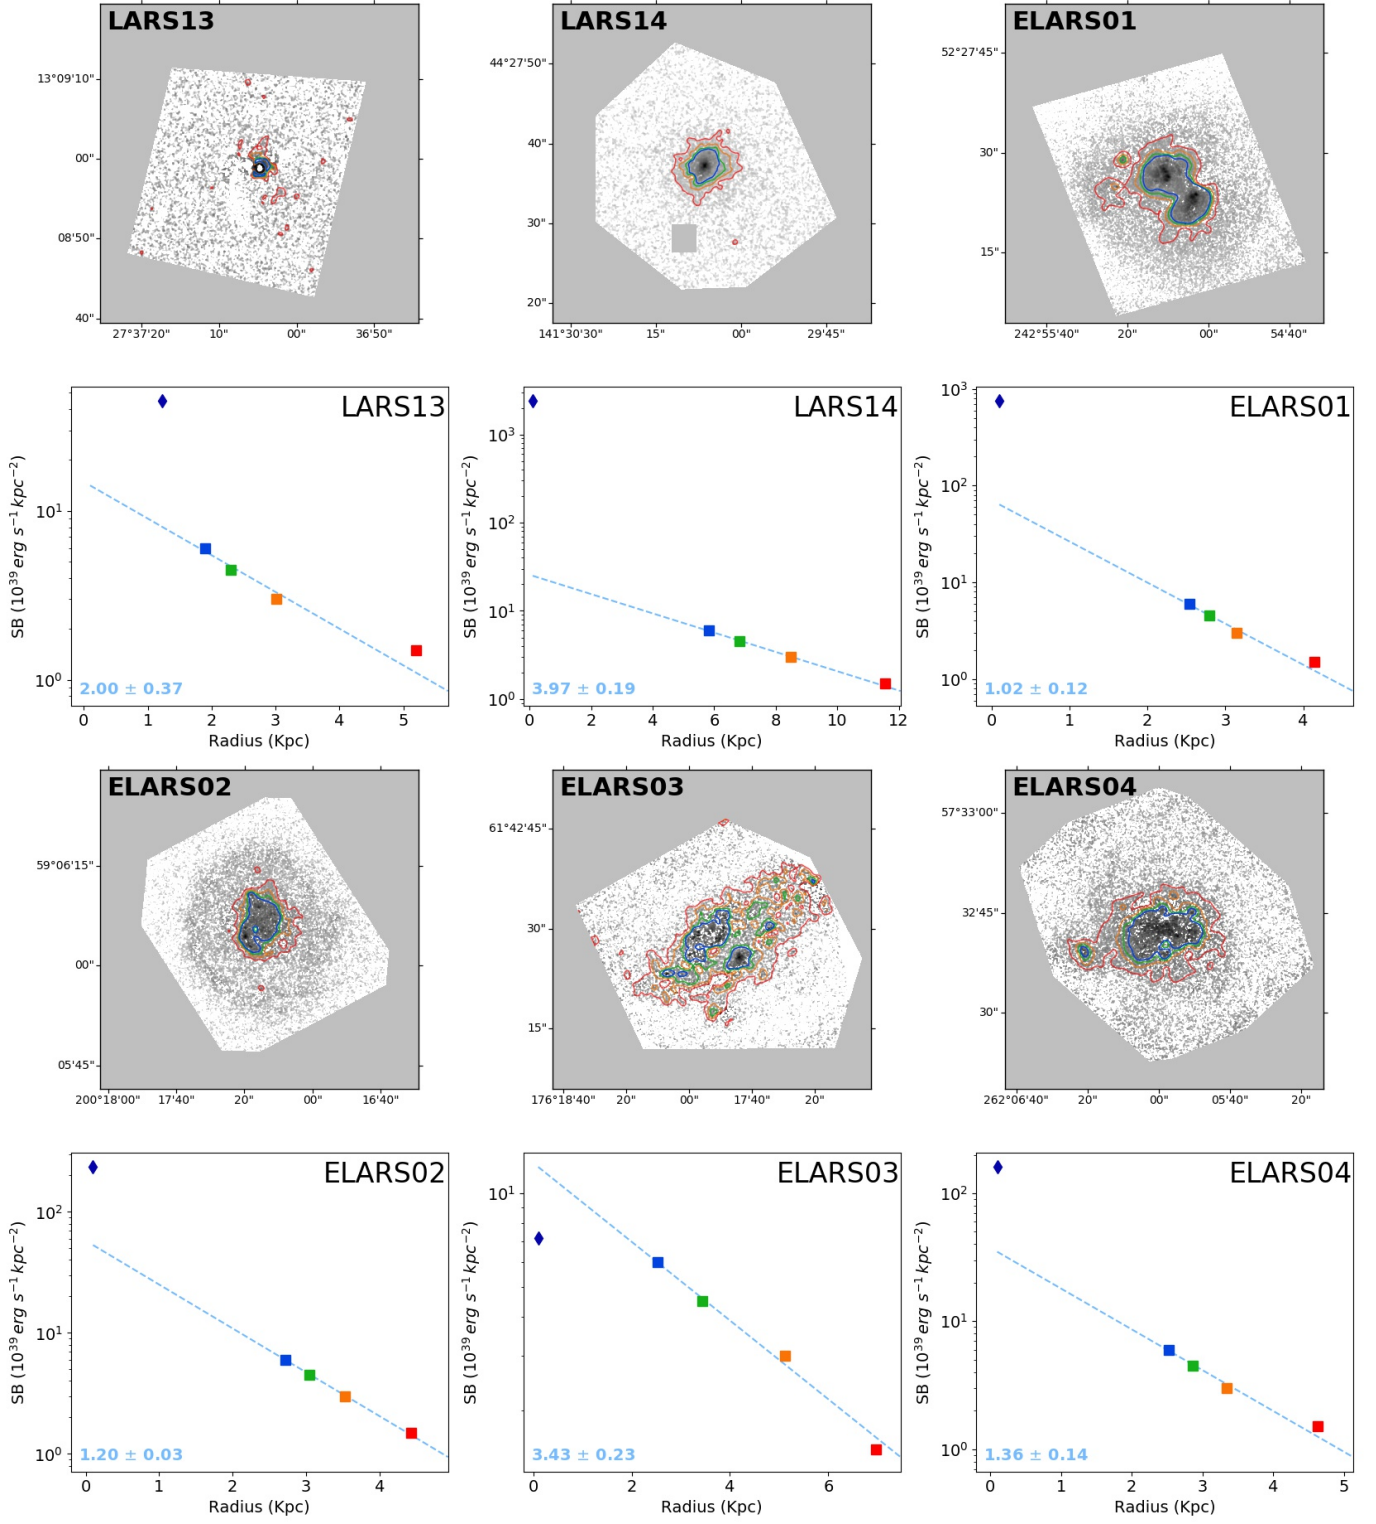 LARS13
13°09'10"
00"
08'50"
40"
27°37'20" 10" 00" 36'50"
LARS14
44°27'50"
40"
30"
20"
141°30'30" 15" 00" 29'45"
ELARS01
52°27'45"
30"
15"
242°55'40" 20" 00" 54'40"
LARS13
SB (10³⁹ erg s⁻¹ kpc⁻²)
10¹
10⁰
2.00 ± 0.37
0 1 2 3 4 5
Radius (Kpc)
LARS14
SB (10³⁹ erg s⁻¹ kpc⁻²)
10³
10²
10¹
10⁰
3.97 ± 0.19
0 2 4 6 8 10 12
Radius (Kpc)
ELARS01
SB (10³⁹ erg s⁻¹ kpc⁻²)
10³
10²
10¹
10⁰
1.02 ± 0.12
0 1 2 3 4
Radius (Kpc)
ELARS02
59°06'15"
00"
05'45"
200°18'00" 17'40" 20" 00" 16'40"
ELARS03
61°42'45"
30"
15"
176°18'40" 20" 00" 17'40" 20"
ELARS04
57°33'00"
32'45"
30"
262°06'40" 20" 00" 05'40" 20"
ELARS02
SB (10³⁹ erg s⁻¹ kpc⁻²)
10²
10¹
10⁰
1.20 ± 0.03
0 1 2 3 4
Radius (Kpc)
ELARS03
SB (10³⁹ erg s⁻¹ kpc⁻²)
10¹
3.43 ± 0.23
0 2 4 6
Radius (Kpc)
ELARS04
SB (10³⁹ erg s⁻¹ kpc⁻²)
10²
10¹
10⁰
1.36 ± 0.14
0 1 2 3 4 5
Radius (Kpc)